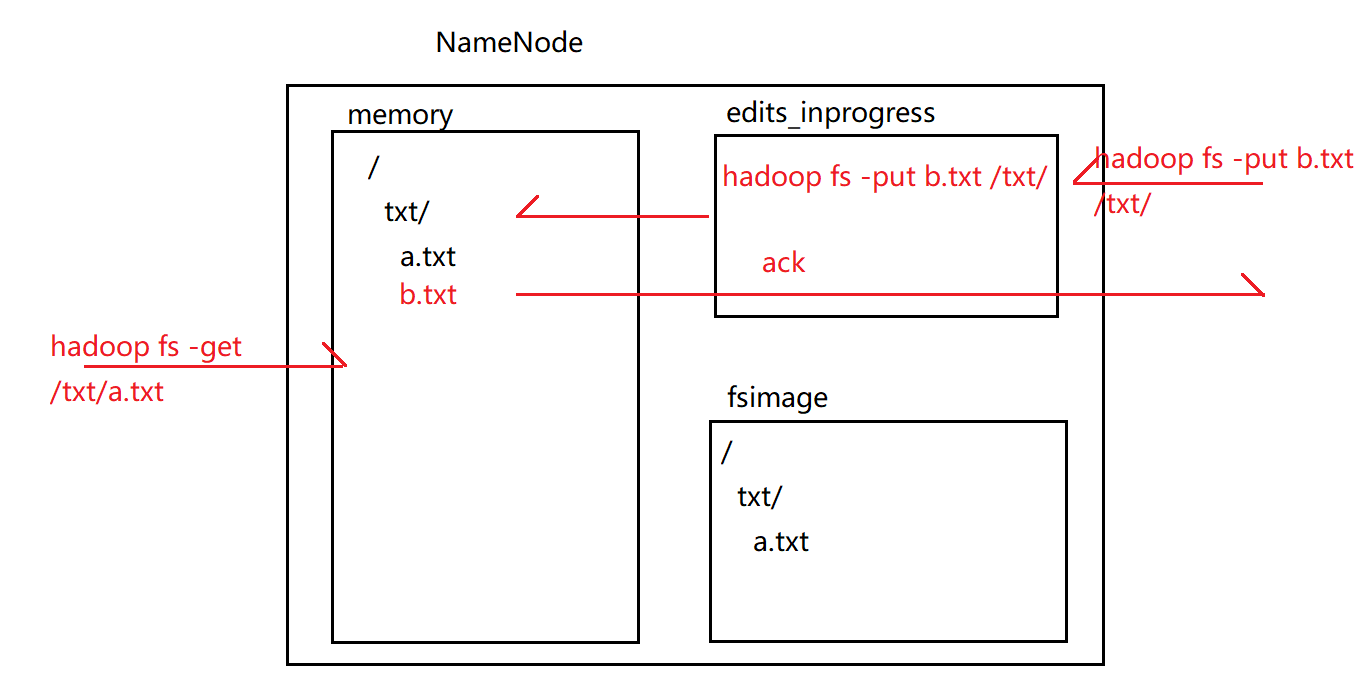 NameNode
memory
/
txt/
a.txt
b.txt
edits_inprogress
hadoop fs -put b.txt /txt/
ack
hadoop fs -put b.txt
/txt/
hadoop fs -get
/txt/a.txt
fsimage
/
txt/
a.txt